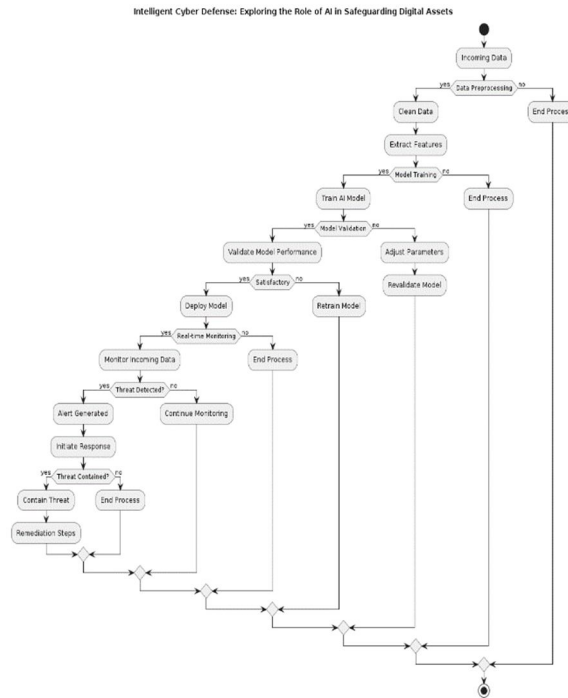 Intelligent Cyber Defense: Exploring the Role of AI in Safeguarding Digital Assets
Incoming Data
yes Data Preprocessing no
Clean Data
End Process
Extract Features
yes Model Training no
Train AI Model
End Process
yes Model Validation no
Validate Model Performance
Adjust Parameters
yes Satisfactory no
Revalidate Model
Deploy Model
Retrain Model
yes Real-time Monitoring no
Monitor Incoming Data
End Process
yes Threat Detected? no
Alert Generated
Continue Monitoring
Initiate Response
yes Threat Contained? no
Contain Threat
End Process
Remediation Steps